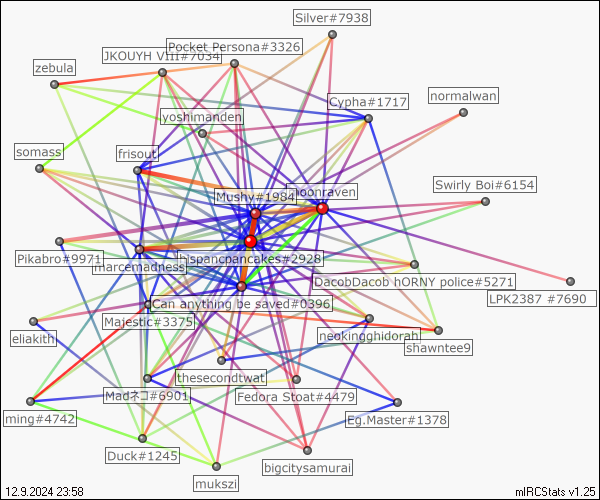 Silver#7938
JKOUYH VIII#7034
Pocket Persona#3326
zebula
normalwan
Cypha#1717
yoshimanden
somass
frisout
Swirly Boi#6154
Mushy#1984
moonraven
Pikabro#9971
marcemadness
hispancpancakes#2928
DacobDacob hORNY police#5271
LPK2387 #7690
Can anything be saved#0396
Majestic#3375
eliakith
neokingghidorah
shawntee9
thesecondtwat
Madネコ#6901
Fedora Stoat#4479
ming#4742
Eg.Master#1378
Duck#1245
bigcitysamurai
mukszi
12.9.2024 23:58
mIRCStats v1.25